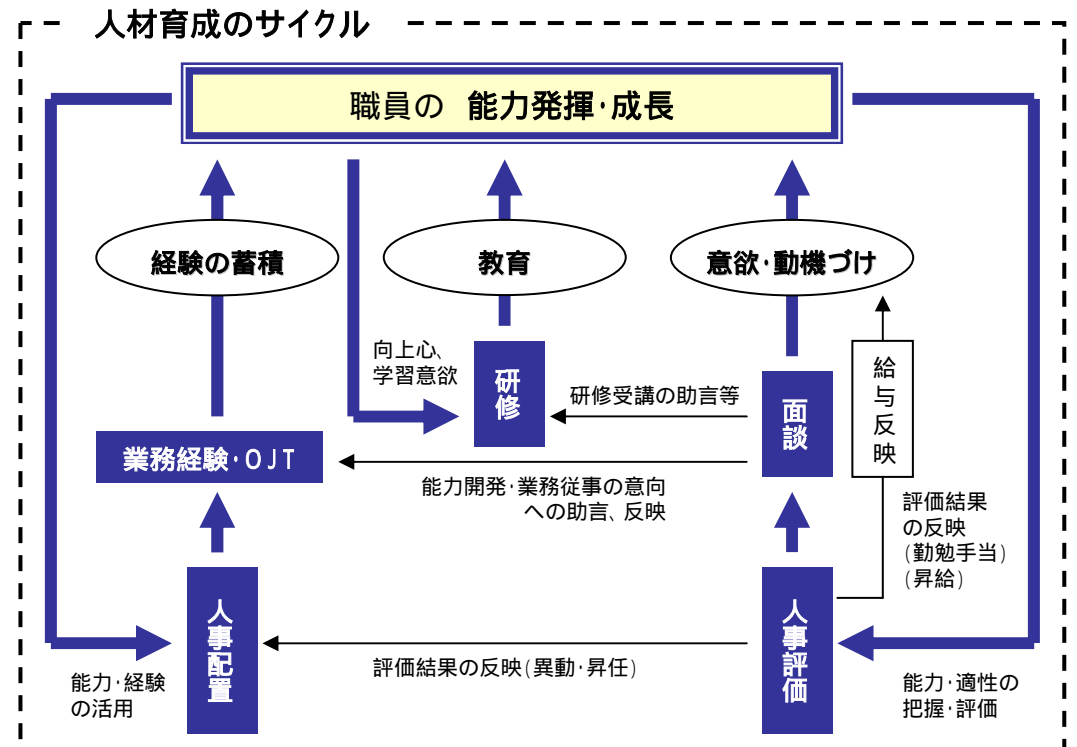 人材育成のサイクル
職員の 能力発揮・成長
経験の蓄積
教育
意欲・動機づけ
向上心、
学習意欲
研修
研修受講の助言等
面談
給与反映
業務経験・OJT
能力開発・業務従事の意向
への助言、反映
評価結果
の反映
(勤勉手当)
(昇給)
人事配置
評価結果の反映(異動・昇任)
人事評価
能力・経験
の活用
能力・適性の
把握・評価